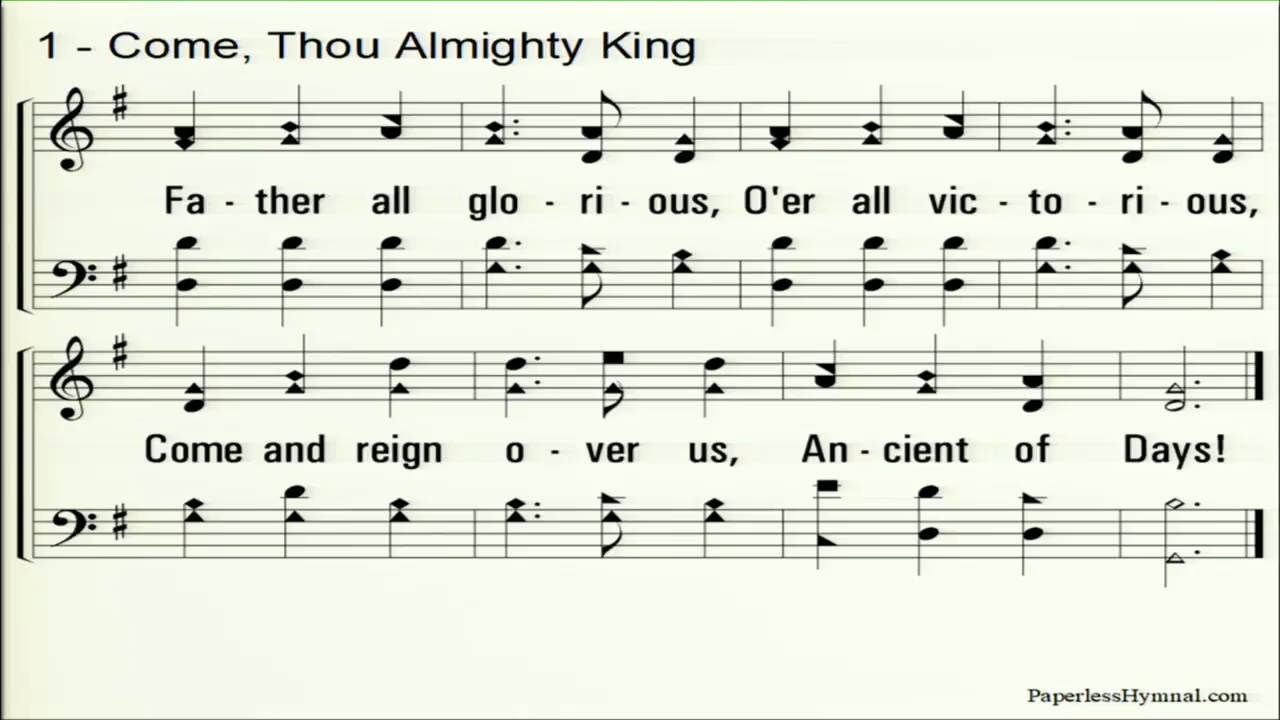 1 - Come, Thou Almighty King
Fa - ther all glo - ri - ous, O'er all vic - to - ri - ous,
Come and reign o - ver us, An - cient of Days!
PaperlessHymnal.com